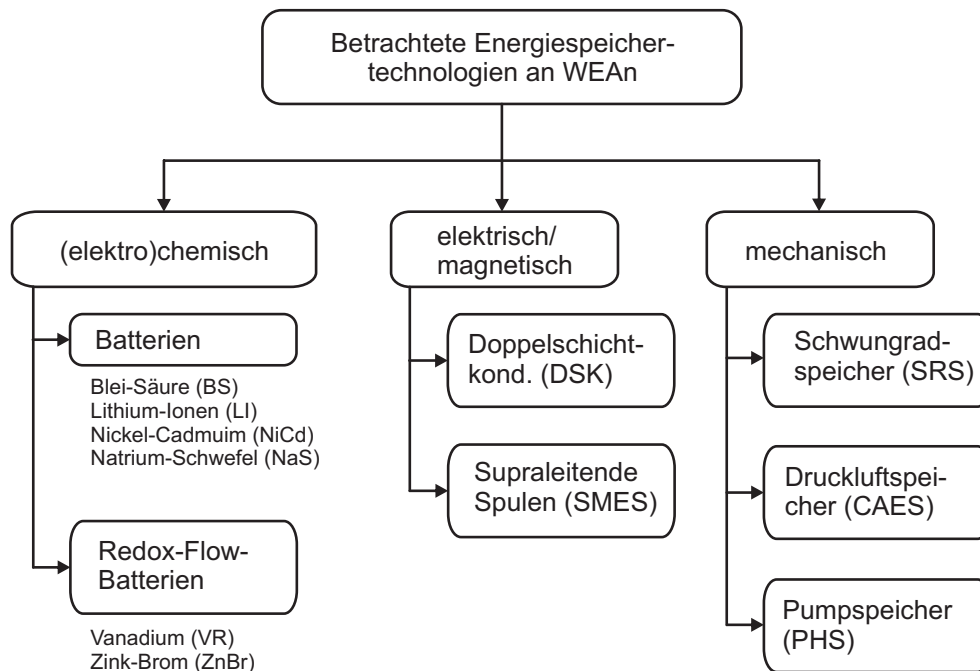 Betrachtete Energiespeicher-
technologien an WEAn
(elektro)chemisch
Batterien
Blei-Säure (BS)
Lithium-Ionen (LI)
Nickel-Cadmuim (NiCd)
Natrium-Schwefel (NaS)
Redox-Flow-
Batterien
Vanadium (VR)
Zink-Brom (ZnBr)
elektrisch/
magnetisch
Doppelschicht-
kond. (DSK)
Supraleitende
Spulen (SMES)
mechanisch
Schwungrad-
speicher (SRS)
Druckluftspei-
cher (CAES)
Pumpspeicher
(PHS)